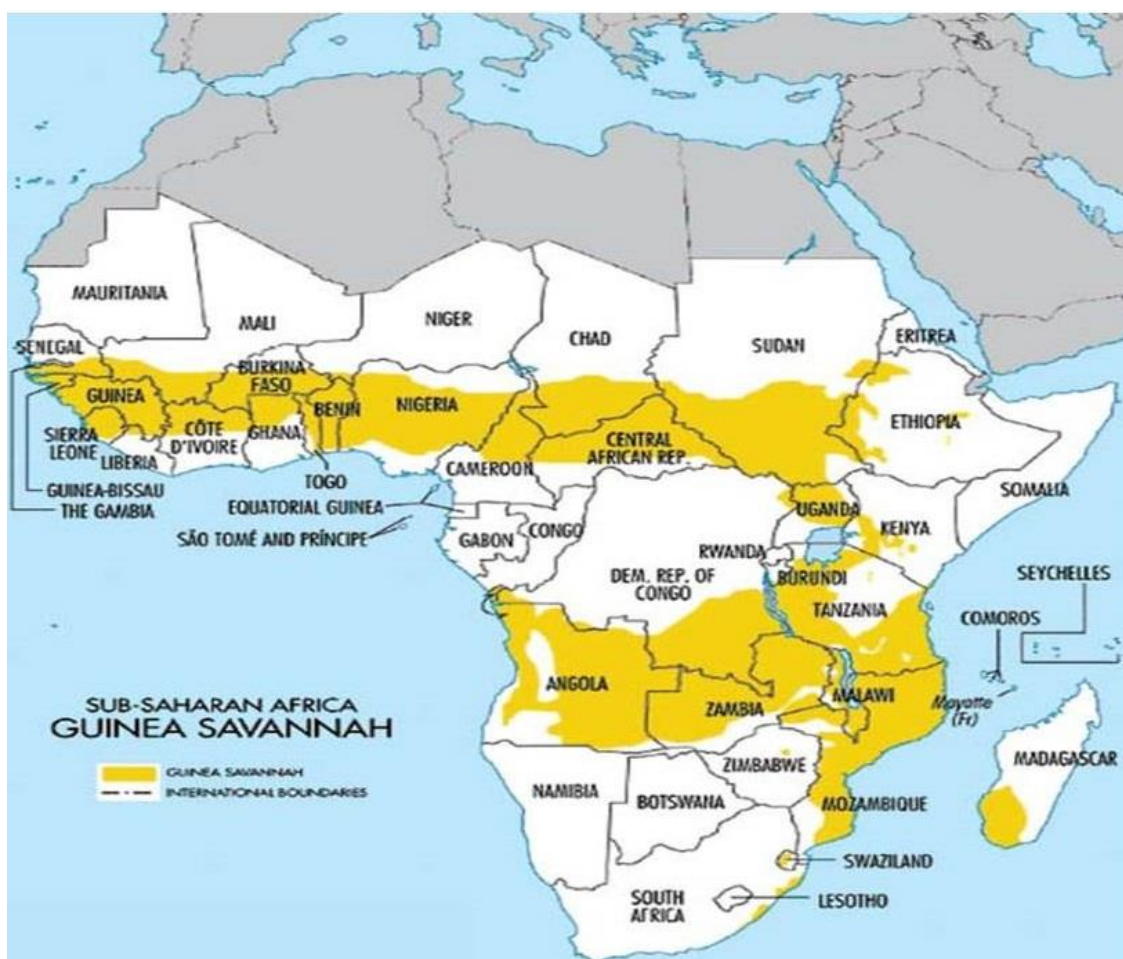 MAURITANIA
MALI
NIGER
CHAD
SUDAN
ERITREA
SENEGAL
BURKINA
FASO
GUINEA
BENIN
NIGERIA
ETHIOPIA
SIERRA
LEONE
CÔTE
D'IVOIRE
GHANA
LIBERIA
CENTRAL
AFRICAN REP.
TOGO
CAMEROON
SOMALIA
GUINEA-BISSAU
THE GAMBIA
EQUATORIAL GUINEA
UGANDA
KENYA
SÃO TOMÉ AND PRÍNCIPE
GABON
CONGO
RWANDA
DEM. REP. OF
CONGO
BURUNDI
SEYCHELLES
TANZANIA
COMOROS
ANGOLA
MALAWI
ZAMBIA
Mayotte
(Fr)
SUB-SAHARAN AFRICA
GUINEA SAVANNAH
MADAGASCAR
ZIMBABWE
GUINEA SAVANNAH
INTERNATIONAL BOUNDARIES
NAMIBIA
BOTSWANA
MOZAMBIQUE
SWAZILAND
SOUTH
AFRICA
LESOTHO